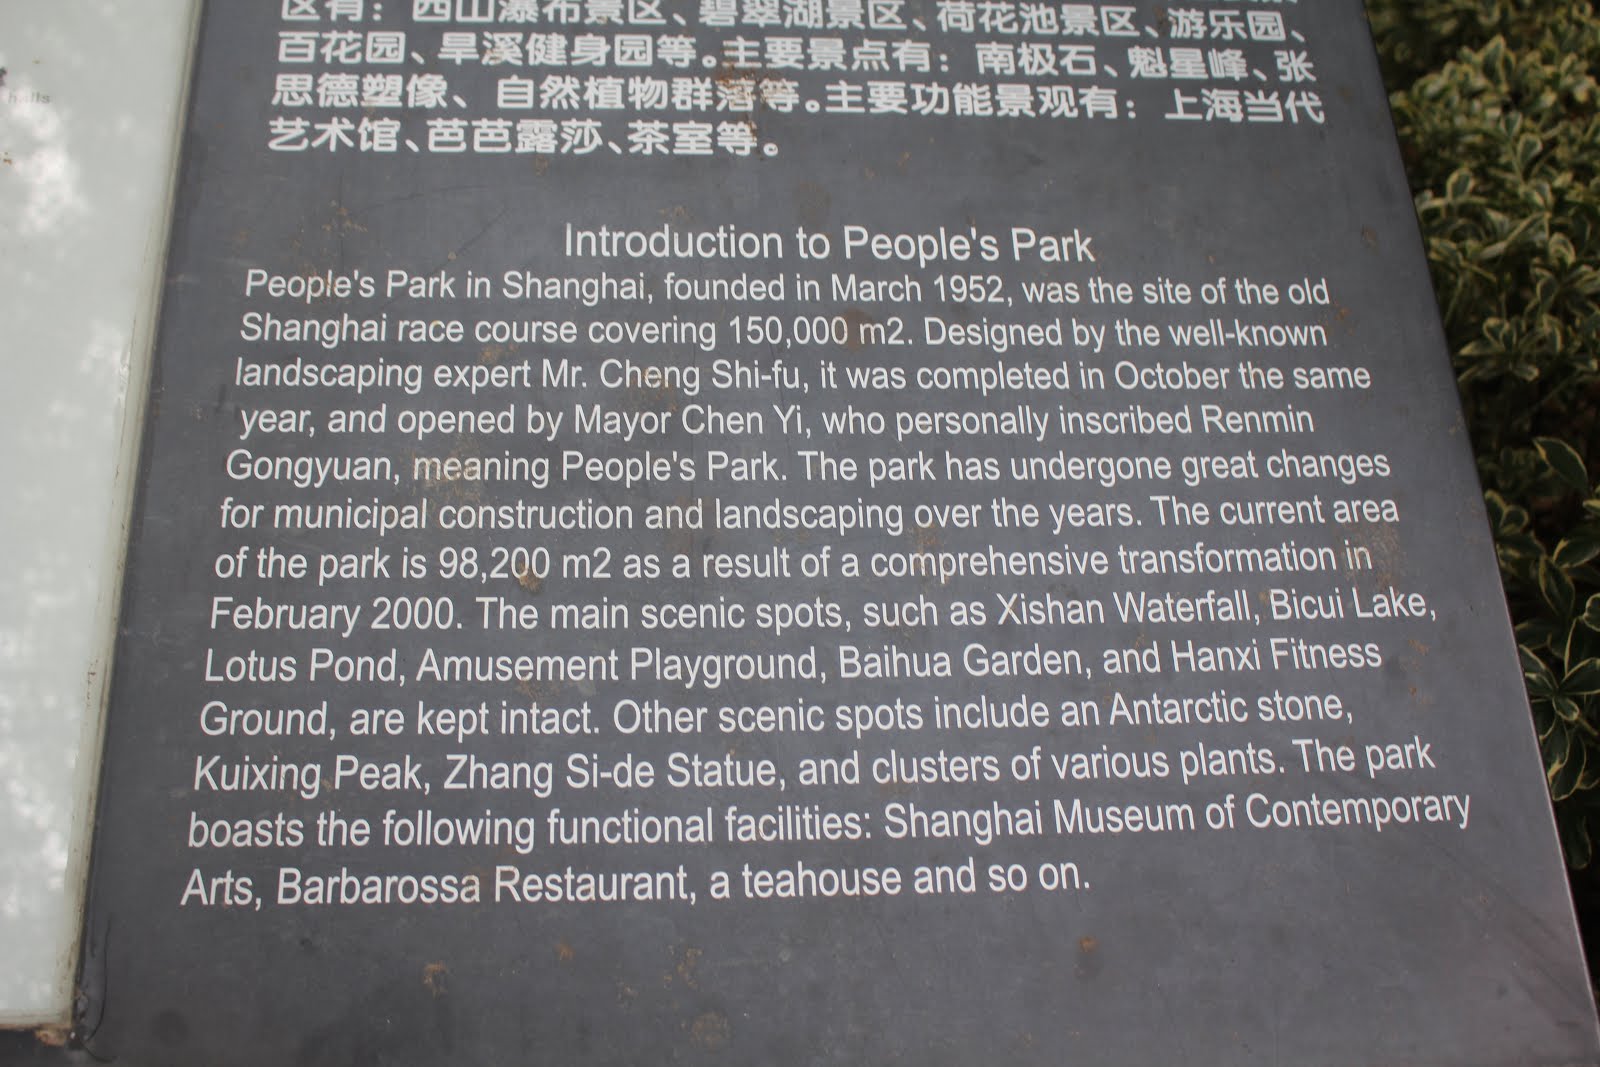 区有：西山瀑布景区、碧翠湖景区、荷花池景区、游乐园、
百花园、旱溪健身园等。主要景点有：南极石、魁星峰、张
思德塑像、自然植物群落等。主要功能景观有：上海当代
艺术馆、芭芭露莎、茶室等。
Introduction to People's Park
People's Park in Shanghai, founded in March 1952, was the site of the old
Shanghai race course covering 150,000 m2. Designed by the well-known
landscaping expert Mr. Cheng Shi-fu, it was completed in October the same
year, and opened by Mayor Chen Yi, who personally inscribed Renmin
Gongyuan, meaning People's Park. The park has undergone great changes
for municipal construction and landscaping over the years. The current area
of the park is 98,200 m2 as a result of a comprehensive transformation in
February 2000. The main scenic spots, such as Xishan Waterfall, Bicui Lake,
Lotus Pond, Amusement Playground, Baihua Garden, and Hanxi Fitness
Ground, are kept intact. Other scenic spots include an Antarctic stone,
Kuixing Peak, Zhang Si-de Statue, and clusters of various plants. The park
boasts the following functional facilities: Shanghai Museum of Contemporary
Arts, Barbarossa Restaurant, a teahouse and so on.